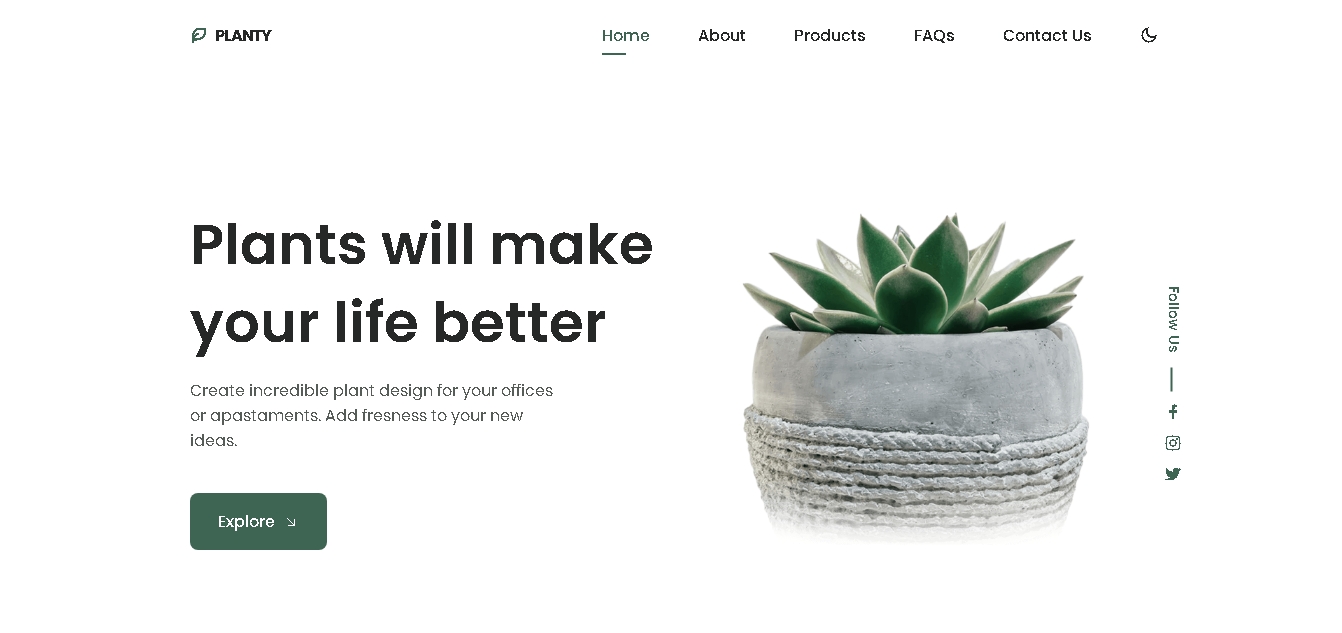 PLANTY
Home
About
Products
FAQs
Contact Us
Plants will make
your life better
Create incredible plant design for your offices
or apastaments. Add fresness to your new
ideas.
Explore
Follow Us